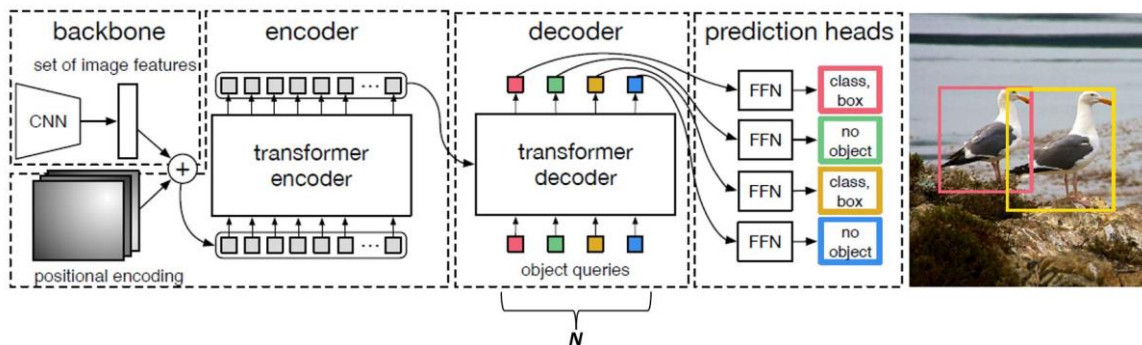 backbone
set of image features
CNN
+
positional encoding
encoder
...
transformer
encoder
...
decoder
transformer
decoder
object queries
N
prediction heads
FFN
class,
box
FFN
no
object
FFN
class,
box
FFN
no
object